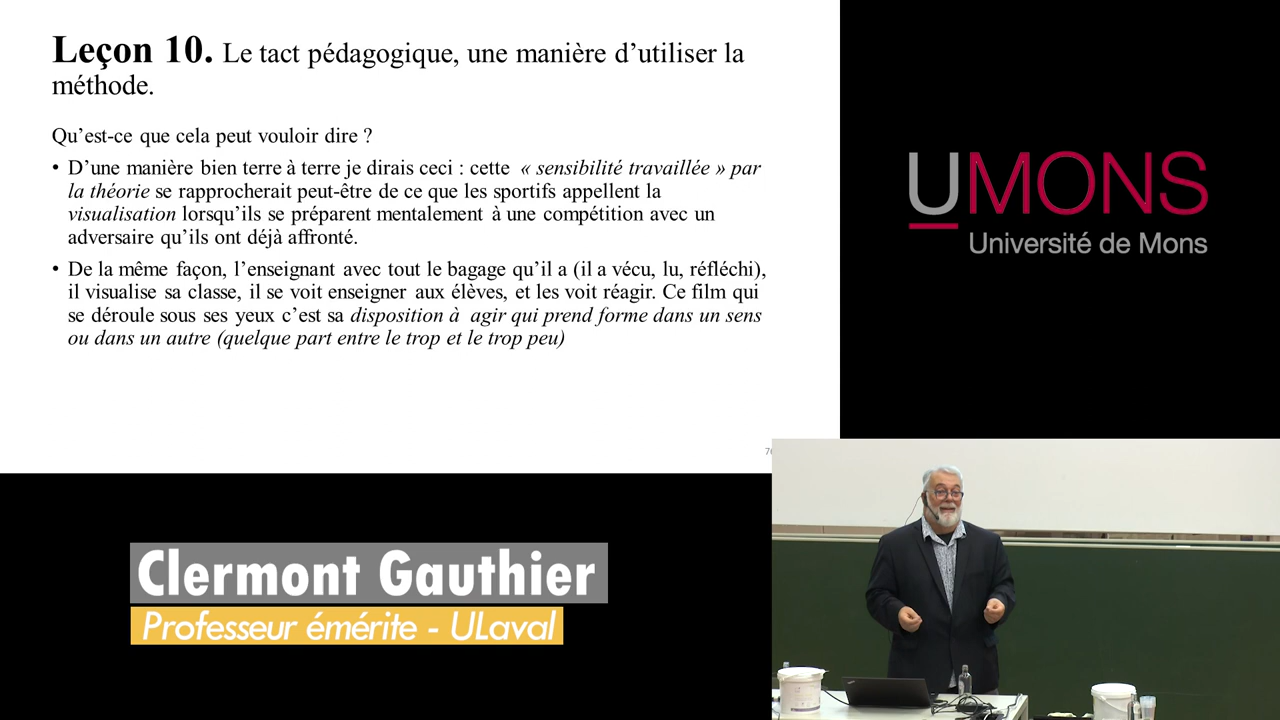 Leçon 10. Le tact pédagogique, une manière d’utiliser la
méthode.
Qu’est-ce que cela peut vouloir dire ?
• D’une manière bien terre à terre je dirais ceci : cette « sensibilité travaillée » par
la théorie se rapprocherait peut-être de ce que les sportifs appellent la
visualisation lorsqu’ils se préparent mentalement à une compétition avec un
adversaire qu’ils ont déjà affronté.
• De la même façon, l’enseignant avec tout le bagage qu’il a (il a vécu, lu, réfléchi),
il visualise sa classe, il se voit enseigner aux élèves, et les voit réagir. Ce film qui
se déroule sous ses yeux c’est sa disposition à agir qui prend forme dans un sens
ou dans un autre (quelque part entre le trop et le trop peu)
UMONS
Université de Mons
Clermont Gauthier
Professeur émérite - ULaval